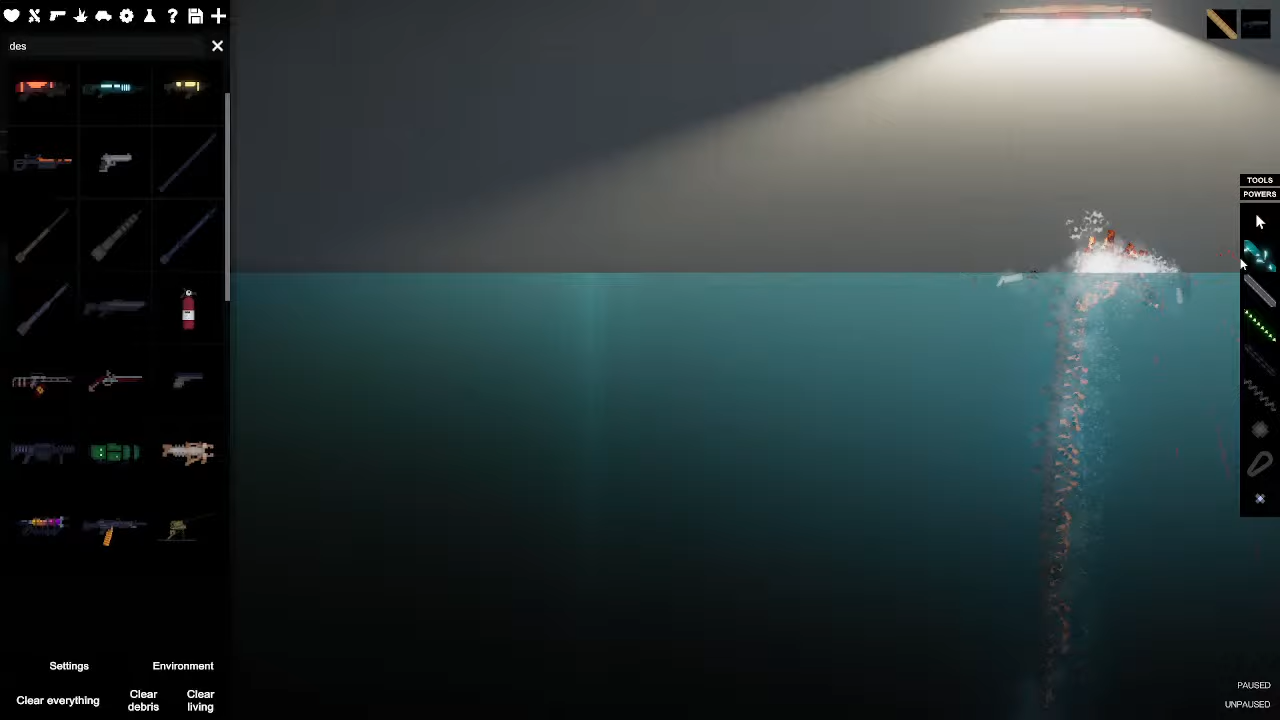 des
TOOLS
POWERS
Settings
Environment
Clear everything
Clear
debris
Clear
living
PAUSED
UNPAUSED